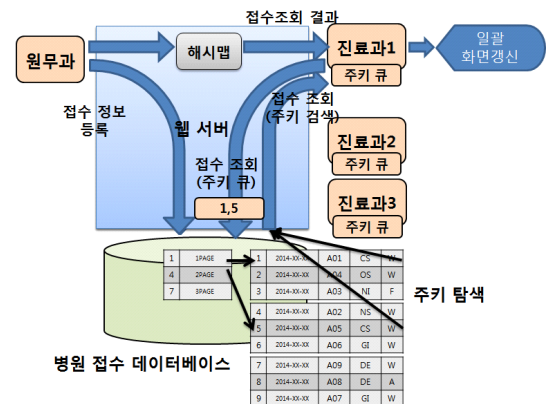 접수조회 결과
원무과
해시맵
진료과1
주키 큐
일괄
화면갱신
접수 정보
등록
웹 서버
접수 조회
(주키 검색)
접수 조회
(주키 큐)
1,5
진료과2
주키 큐
진료과3
주키 큐
1 1PAGE
4 2PAGE
7 3PAGE
1 2014-XX-XX A01 CS W
2 2014-XX-XX A04 OS W
3 2014-XX-XX A03 NI F
4 2014-XX-XX A02 NS W
5 2014-XX-XX A05 CS W
6 2014-XX-XX A06 GI W
7 2014-XX-XX A09 DE W
8 2014-XX-XX A08 DE A
9 2014-XX-XX A07 GI W
주키 탐색
병원 접수 데이터베이스